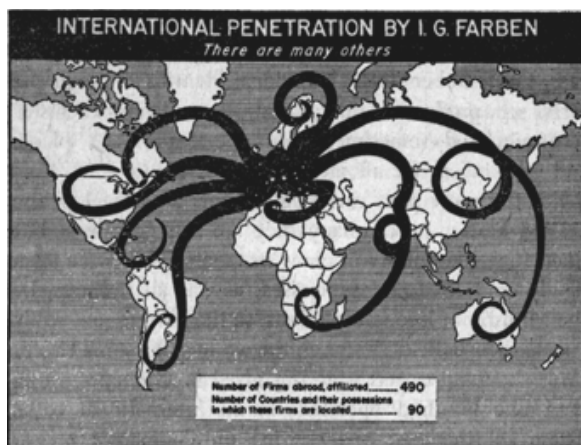 INTERNATIONAL PENETRATION BY I. G. FARBEN
There are many others
Number of Firms abroad, affiliated........ 490
Number of Countries and their possessions
in which these firms are located........ 90